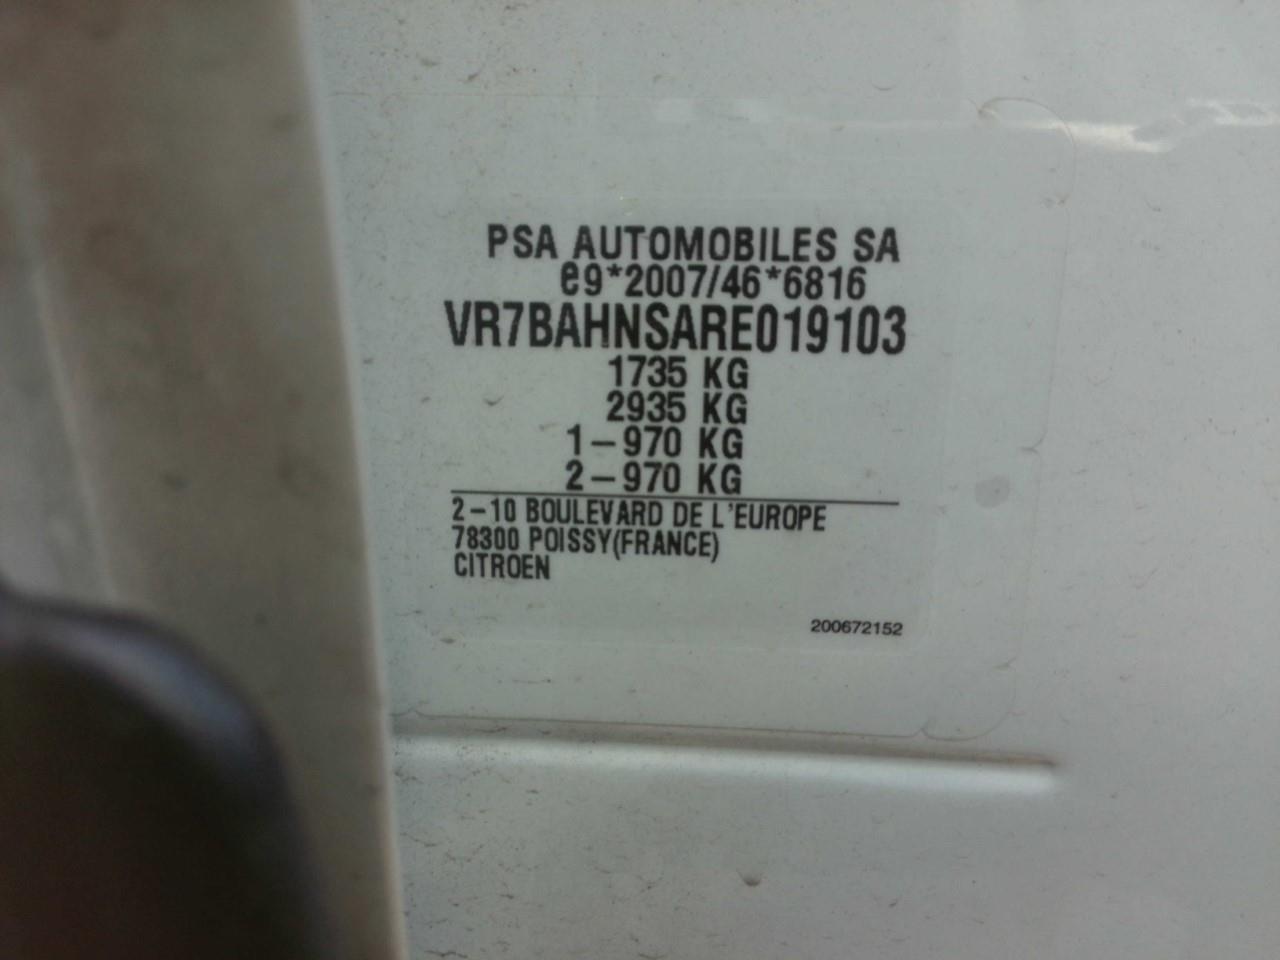 PSA AUTOMOBILES SA
e9*2007/46*6816
VR7BAHNSARE019103
1735 KG
2935 KG
1-970 KG
2-970 KG
2-10 BOULEVARD DE L'EUROPE
78300 POISSY(FRANCE)
CITROEN
200672152